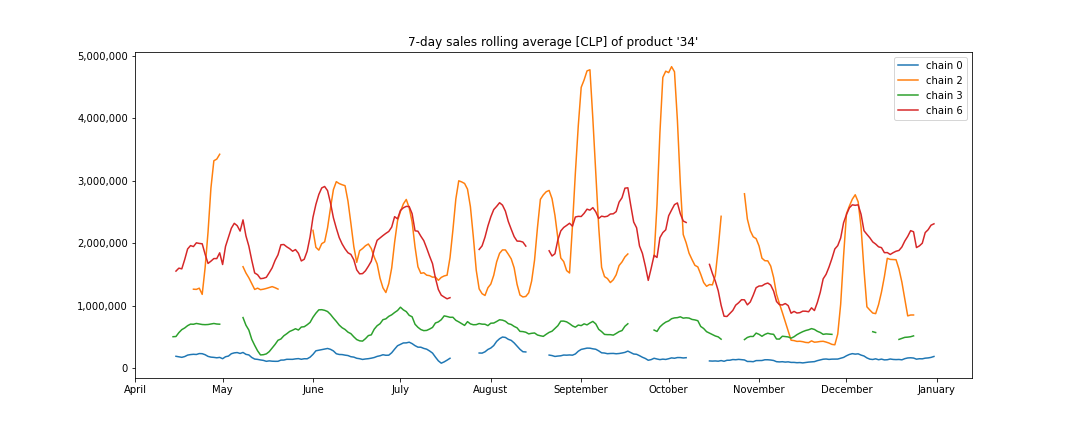 7-day sales rolling average [CLP] of product '34'
5,000,000
4,000,000
3,000,000
2,000,000
1,000,000
0
chain 0
chain 2
chain 3
chain 6
April May June July August September October November December January